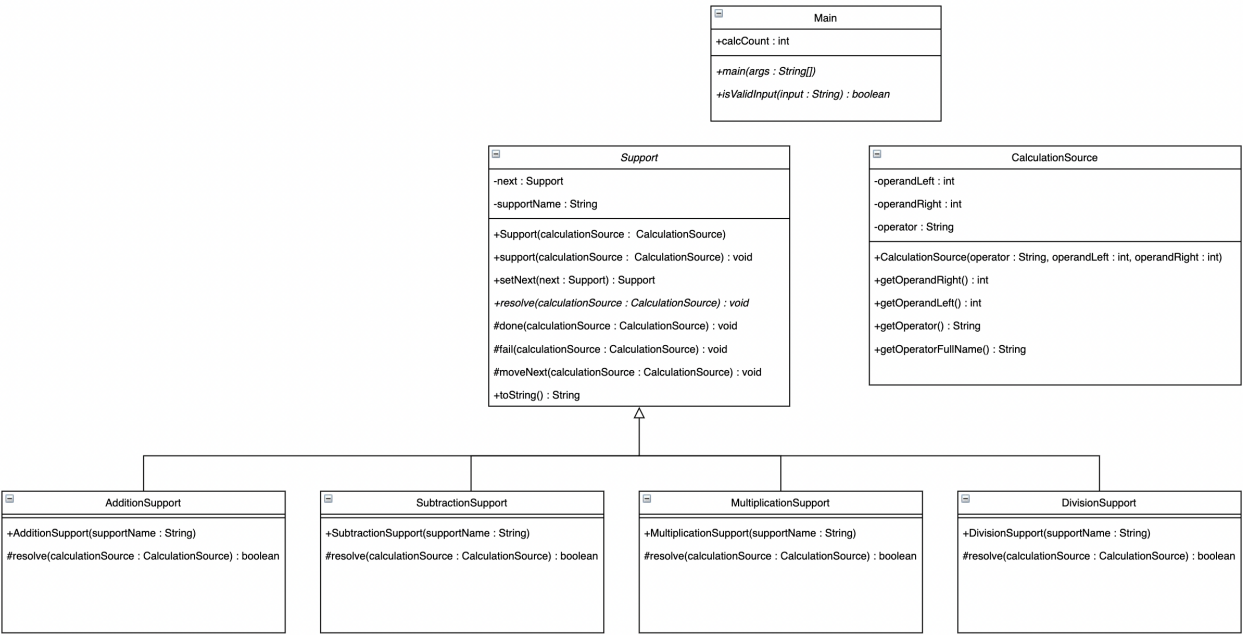 Main
+calcCount : int
+main(args : String[])
+isValidInput(input : String) : boolean
Support
-next : Support
-supportName : String
+Support(calculationSource : CalculationSource)
+support(calculationSource : CalculationSource) : void
+setNext(next : Support) : Support
+resolve(calculationSource : CalculationSource) : void
#done(calculationSource : CalculationSource) : void
#fail(calculationSource : CalculationSource) : void
#moveNext(calculationSource : CalculationSource) : void
+toString() : String
CalculationSource
-operandLeft : int
-operandRight : int
-operator : String
+CalculationSource(operator : String, operandLeft : int, operandRight : int)
+getOperandRight() : int
+getOperandLeft() : int
+getOperator() : String
+getOperatorFullName() : String
AdditionSupport
+AdditionSupport(supportName : String)
#resolve(calculationSource : CalculationSource) : boolean
SubtractionSupport
+SubtractionSupport(supportName : String)
#resolve(calculationSource : CalculationSource) : boolean
MultiplicationSupport
+MultiplicationSupport(supportName : String)
#resolve(calculationSource : CalculationSource) : boolean
DivisionSupport
+DivisionSupport(supportName : String)
#resolve(calculationSource : CalculationSource) : boolean